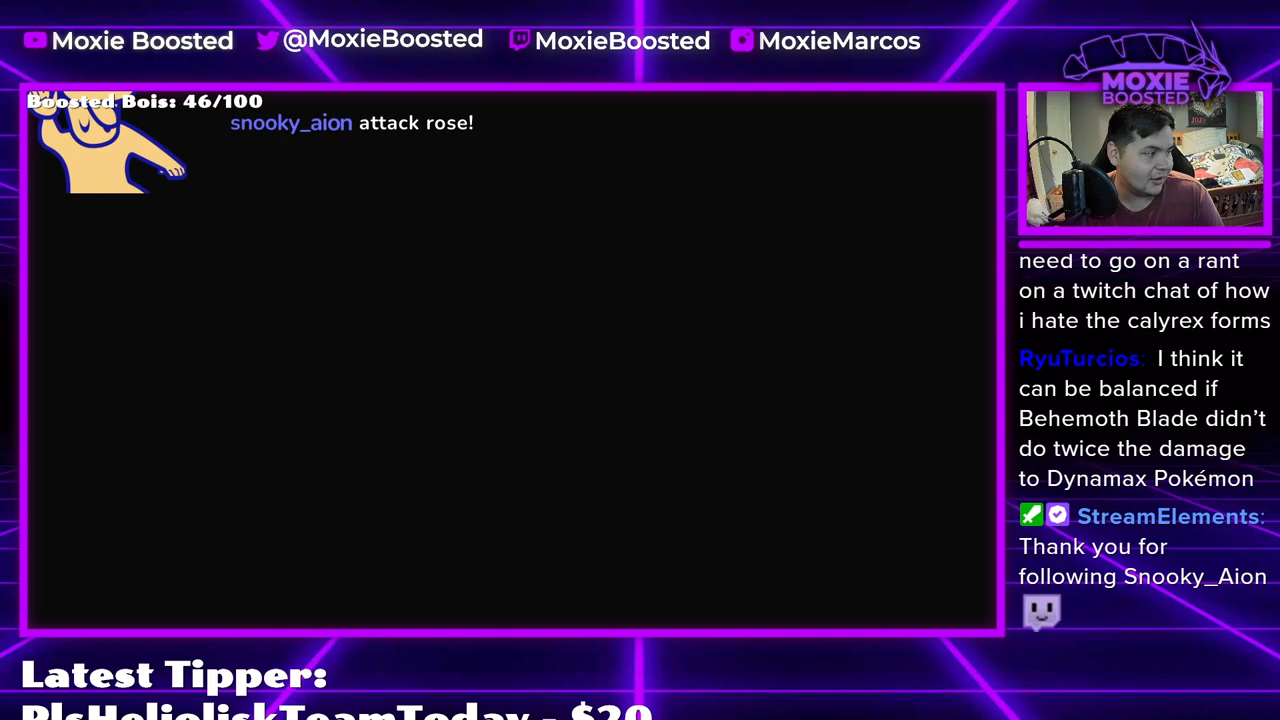 Moxie Boosted @MoxieBoosted MoxieBoosted MoxieMarcos
MOXIE
BOOSTED
Boosted Bois: 46/100
snooky_aion attack rose!
need to go on a rant
on a twitch chat of how
i hate the calyrex forms
RyuTurcios: I think it
can be balanced if
Behemoth Blade didn’t
do twice the damage
to Dynamax Pokémon
StreamElements:
Thank you for
following Snooky_Aion
Latest Tipper:
PlsHelioliskTeamToday - $20